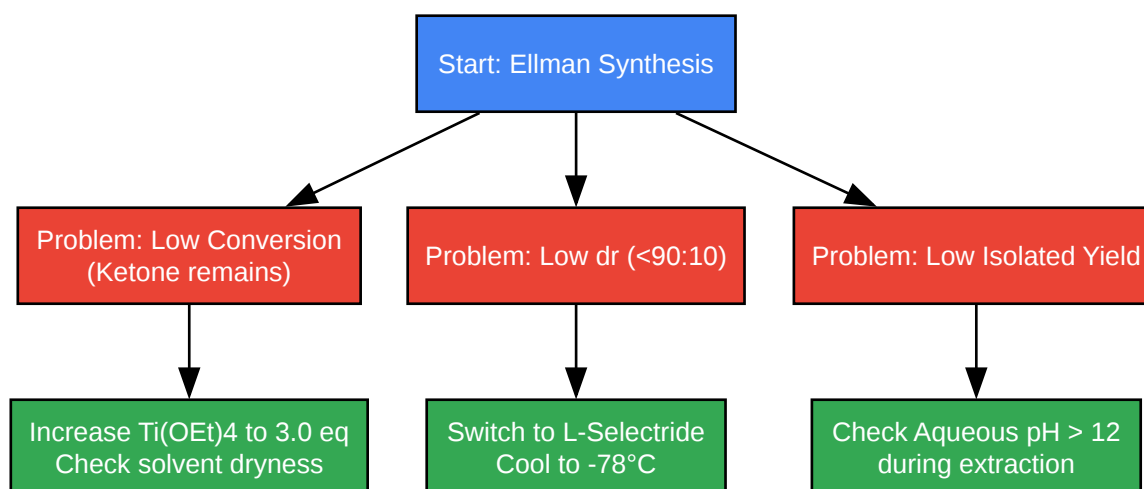 Start: Ellman Synthesis
Problem: Low Conversion
(Ketone remains)
Problem: Low dr (<90:10)
Problem: Low Isolated Yield
Increase Ti(OEt)4 to 3.0 eq
Check solvent dryness
Switch to L-Selectride
Cool to -78°C
Check Aqueous pH > 12
during extraction